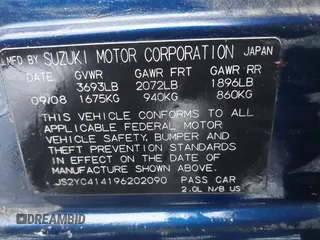 MFD BY SUZUKI MOTOR CORPORATION JAPAN
DATE GVWR GAWR FRT GAWR RR
3693LB 2072LB 1896LB
09/08 1675KG 940KG 860KG
THIS VEHICLE CONFORMS TO ALL
APPLICABLE FEDERAL MOTOR
VEHICLE SAFETY, BUMPER AND
THEFT PREVENTION STANDARDS
IN EFFECT ON THE DATE OF
MANUFACTURE SHOWN ABOVE.
JS2YC414196202090 PASS CAR
2.0L N/B US
DREAMBID